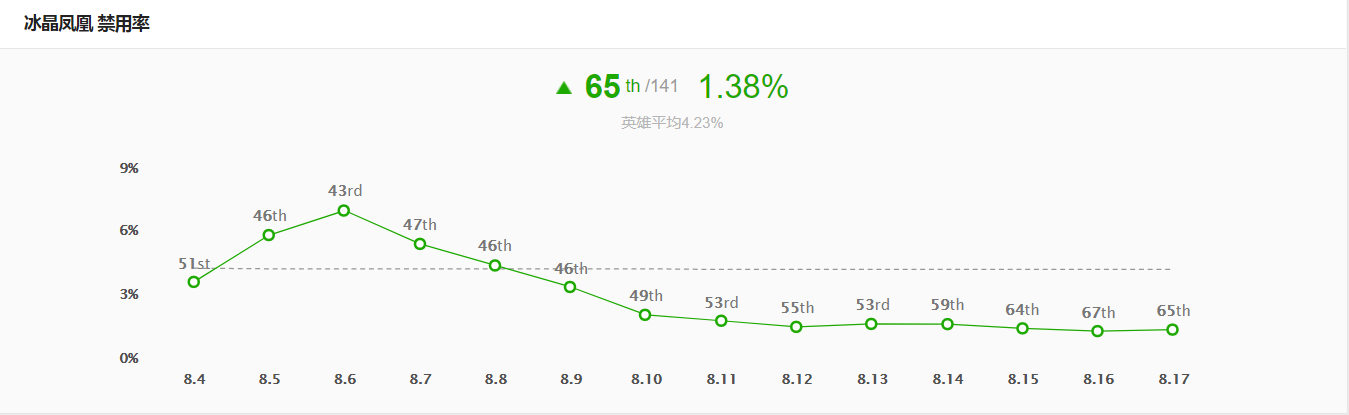 冰晶凤凰 禁用率
▲ 65 th /141 1.38%
英雄平均4.23%
9%
6%
3%
0%
51st 46th 43rd 47th 46th 46th 49th 53rd 55th 53rd 59th 64th 67th 65th
8.4 8.5 8.6 8.7 8.8 8.9 8.10 8.11 8.12 8.13 8.14 8.15 8.16 8.17